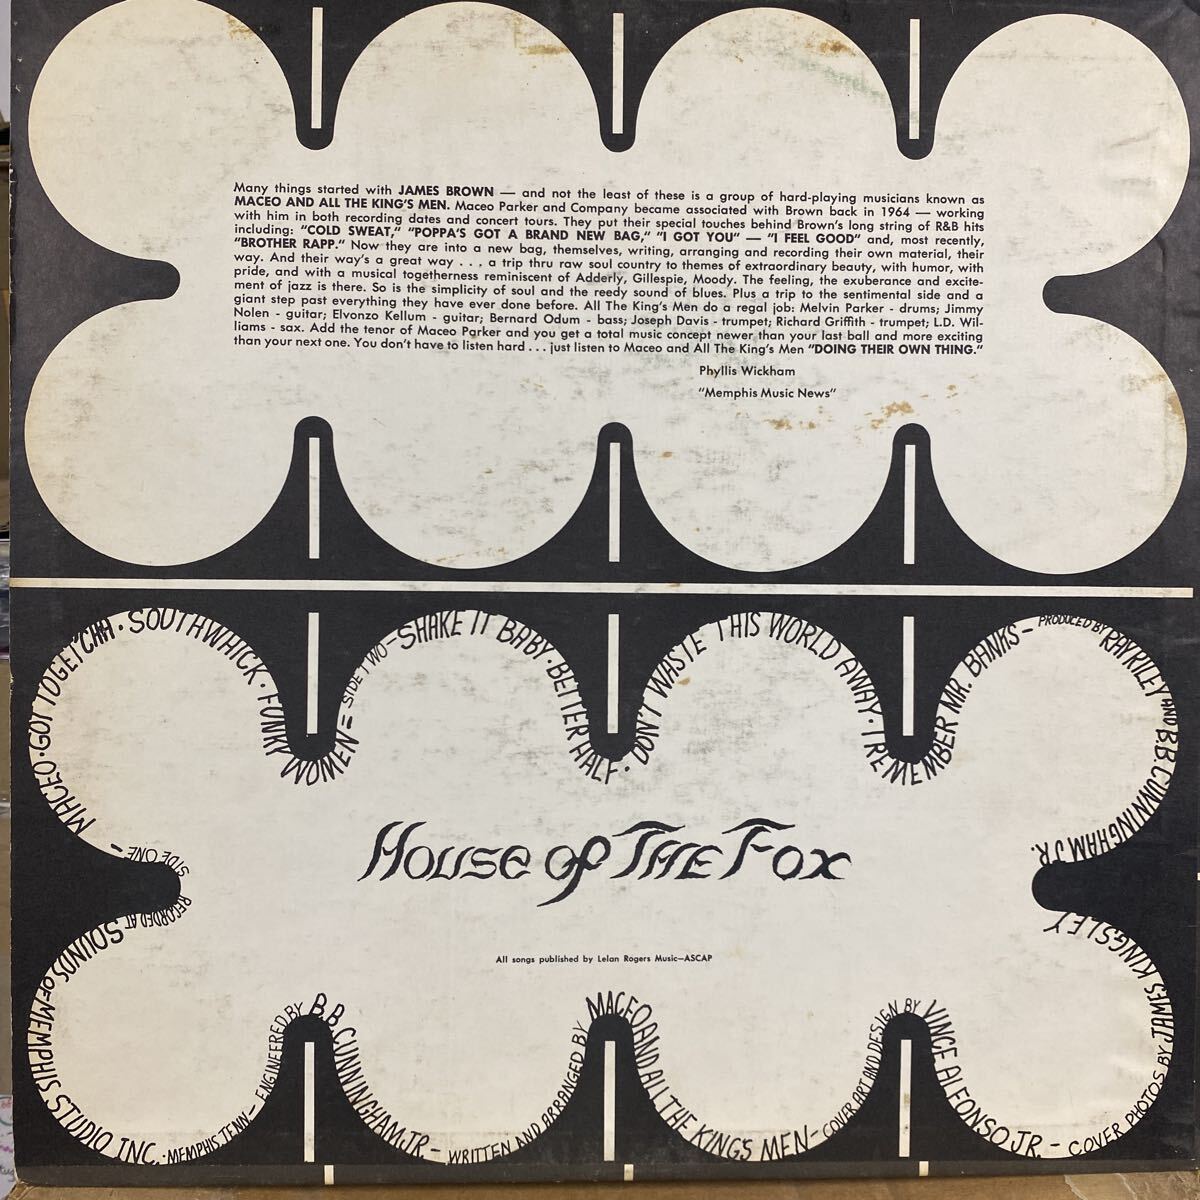 Many things started with JAMES BROWN — and not the least of these is a group of hard-playing musicians known as
MACEO AND ALL THE KING'S MEN. Maceo Parker and Company became associated with Brown back in 1964 — working
with him in both recording dates and concert tours. They put their special touches behind Brown's long string of R&B hits
including: "COLD SWEAT," "POPPA'S GOT A BRAND NEW BAG," "I GOT YOU" — "I FEEL GOOD" and, most recently,
"BROTHER RAPP." Now they are into a new bag, themselves, writing, arranging and recording their own material, their
way. And their way's a great way . . . a trip thru raw soul country to themes of extraordinary beauty, with humor, with
pride, and with a musical togetherness reminiscent of Adderly, Gillespie, Moody. The feeling, the exuberance and excite-
ment of jazz is there. So is the simplicity of soul and the reedy sound of blues. Plus a trip to the sentimental side and a
giant step past everything they have ever done before. All The King's Men do a regal job: Melvin Parker - drums; Jimmy
Nolen - guitar; Elvonzo Kellum - guitar; Bernard Odum - bass; Joseph Davis - trumpet; Richard Griffith - trumpet; L.D. Wil-
liams - sax. Add the tenor of Maceo Parker and you get a total music concept newer than your last ball and more exciting
than your next one. You don't have to listen hard . . . just listen to Maceo and All The King's Men "DOING THEIR OWN THING."
Phyllis Wickham
"Memphis Music News"
SIDE ONE – MACEO · GOT TO GET'CHA · SOUTHWHICK · FUNKY WOMEN = SIDE TWO – SHAKE IT BABY · BETTER HALF · DON'T WASTE THIS WORLD AWAY · I REMEMBER MR. BANKS – PRODUCED BY RAY RILEY AND B.B. CUNNINGHAM JR.
House of The Fox
All songs published by Lelan Rogers Music—ASCAP
RECORDED AT SOUNDS OF MEMPHIS STUDIO INC. · MEMPHIS TENN – ENGINEERED BY B.B. CUNNINGHAM, JR. – WRITTEN AND ARRANGED BY MACEO AND ALL THE KING'S MEN – COVER ART AND DESIGN BY VINCE ALFONSO JR. – COVER PHOTOS BY JAMES KINGSLEY